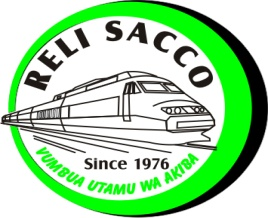 RELI SACCO
Since 1976
VUMBUA UTAMU WA AKIBA